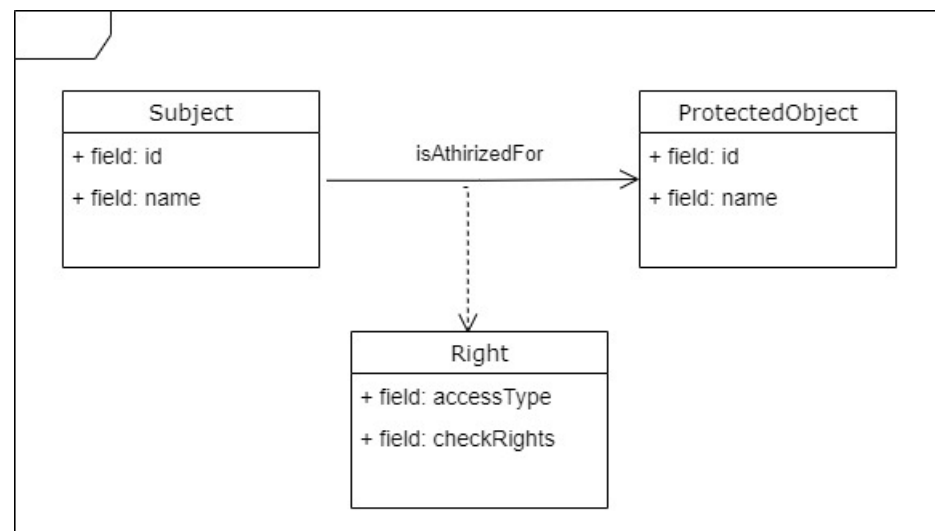 Subject
+ field: id
+ field: name
isAthirizedFor
ProtectedObject
+ field: id
+ field: name
Right
+ field: accessType
+ field: checkRights